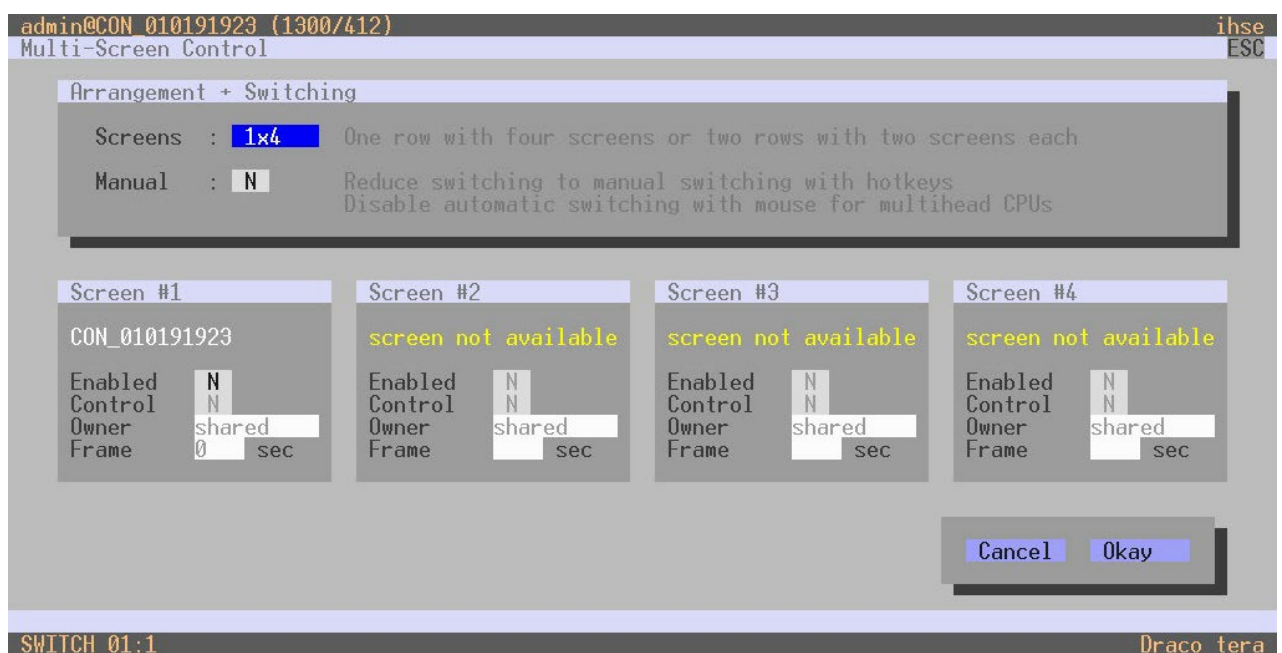 admin@CON_010191923 (1300/412) ihse
Multi-Screen Control ESC
Arrangement + Switching
Screens : 1x4 One row with four screens or two rows with two screens each
Manual : N Reduce switching to manual switching with hotkeys
Disable automatic switching with mouse for multihead CPUs
Screen #1 Screen #2 Screen #3 Screen #4
CON_010191923 screen not available screen not available screen not available
Enabled N Enabled N Enabled N Enabled N
Control N Control N Control N Control N
Owner shared Owner shared Owner shared Owner shared
Frame 0 sec Frame sec Frame sec Frame sec
Cancel Okay
SWITCH 01:1 Draco tera